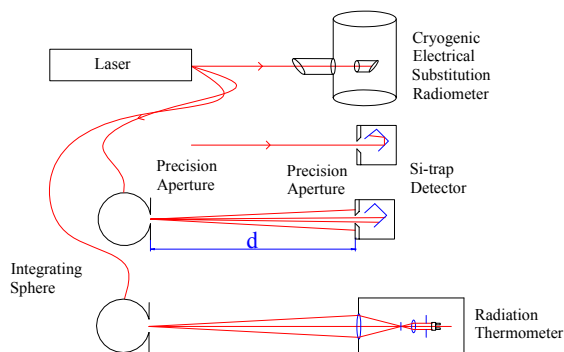 Laser
Cryogenic
Electrical
Substitution
Radiometer
Precision
Aperture
Precision
Aperture
Si-trap
Detector
d
Integrating
Sphere
Radiation
Thermometer